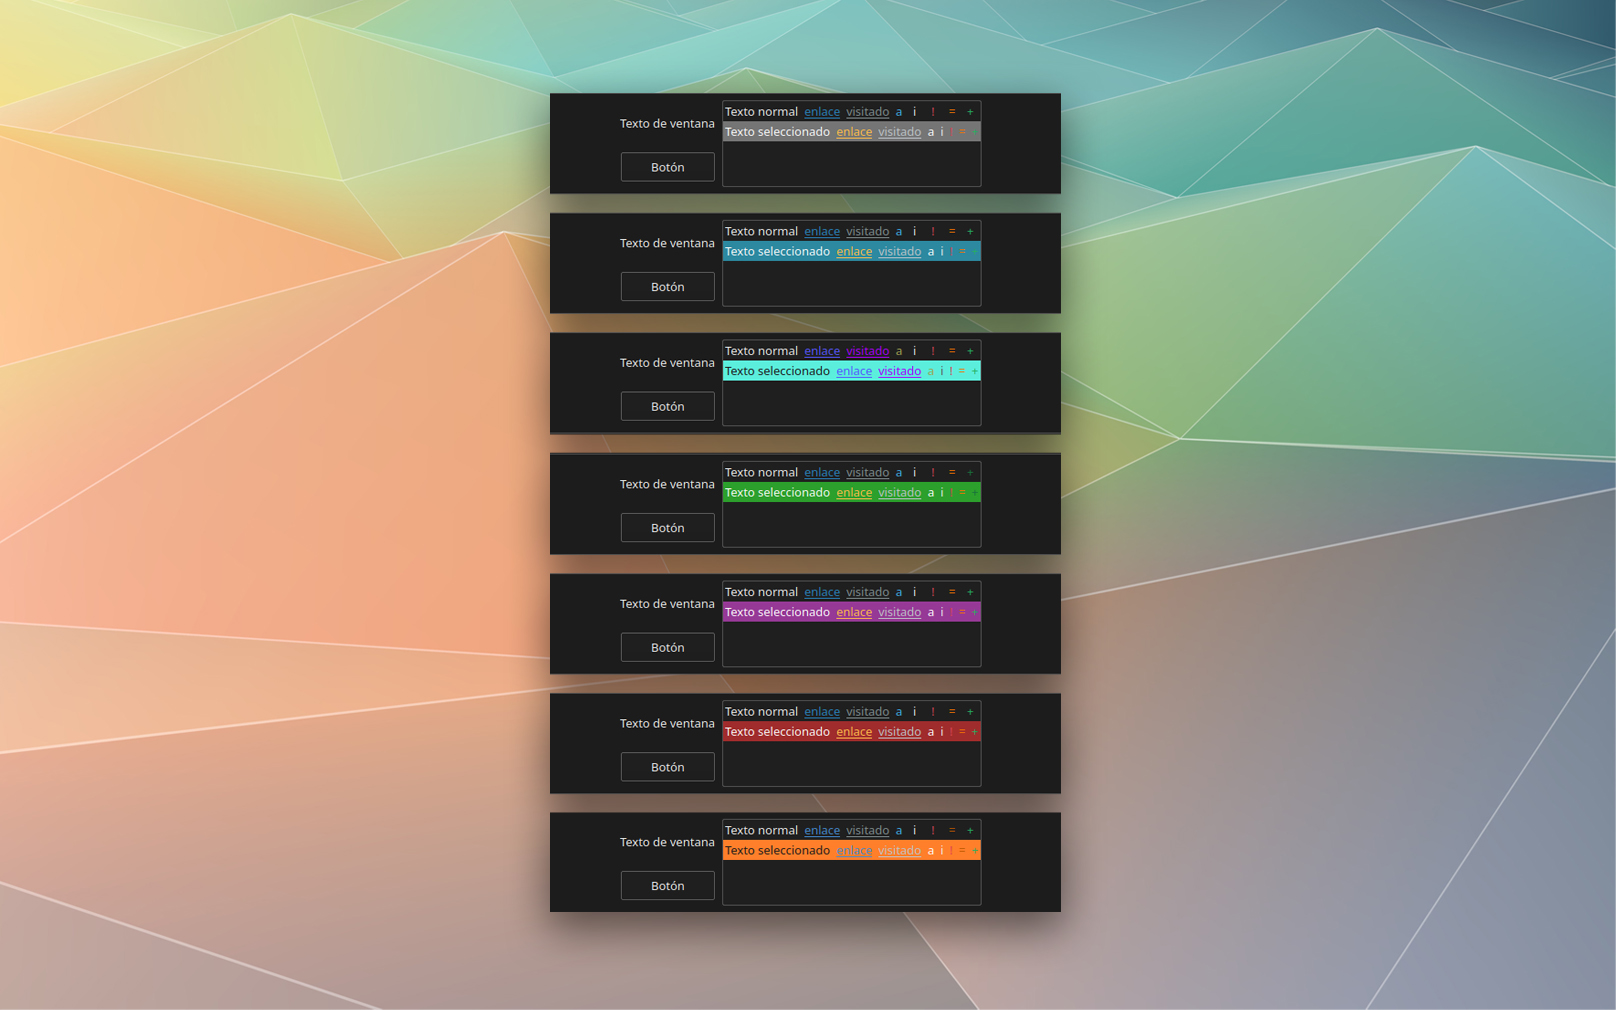 Texto de ventana
Texto normal enlace visitado a i ! = +
Texto seleccionado enlace visitado a i ! = +
Botón
Texto de ventana
Texto normal enlace visitado a i ! = +
Texto seleccionado enlace visitado a i ! = +
Botón
Texto de ventana
Texto normal enlace visitado a i ! = +
Texto seleccionado enlace visitado a i ! = +
Botón
Texto de ventana
Texto normal enlace visitado a i ! = +
Texto seleccionado enlace visitado a i ! = +
Botón
Texto de ventana
Texto normal enlace visitado a i ! = +
Texto seleccionado enlace visitado a i ! = +
Botón
Texto de ventana
Texto normal enlace visitado a i ! = +
Texto seleccionado enlace visitado a i ! = +
Botón
Texto de ventana
Texto normal enlace visitado a i ! = +
Texto seleccionado enlace visitado a i ! = +
Botón